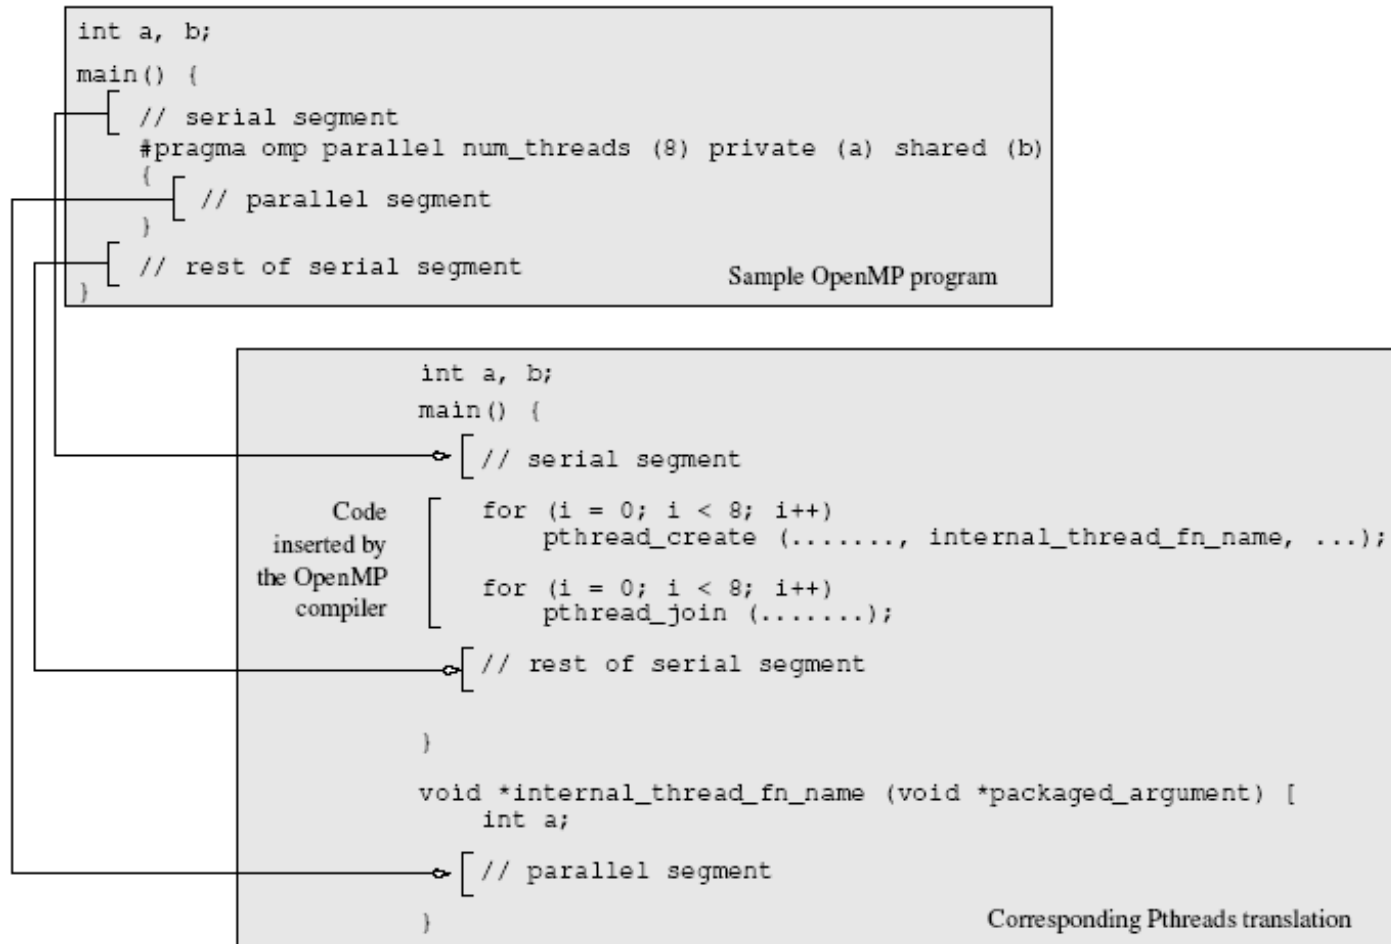 int a, b;
main() {
// serial segment
#pragma omp parallel num_threads (8) private (a) shared (b)
{
// parallel segment
}
// rest of serial segment
Sample OpenMP program
}
int a, b;
main() {
// serial segment
Code
inserted by
the OpenMP
compiler
for (i = 0; i < 8; i++)
pthread_create (......., internal_thread_fn_name, ...);
for (i = 0; i < 8; i++)
pthread_join (.......);
// rest of serial segment
}
void *internal_thread_fn_name (void *packaged_argument) [
int a;
// parallel segment
}
Corresponding Pthreads translation